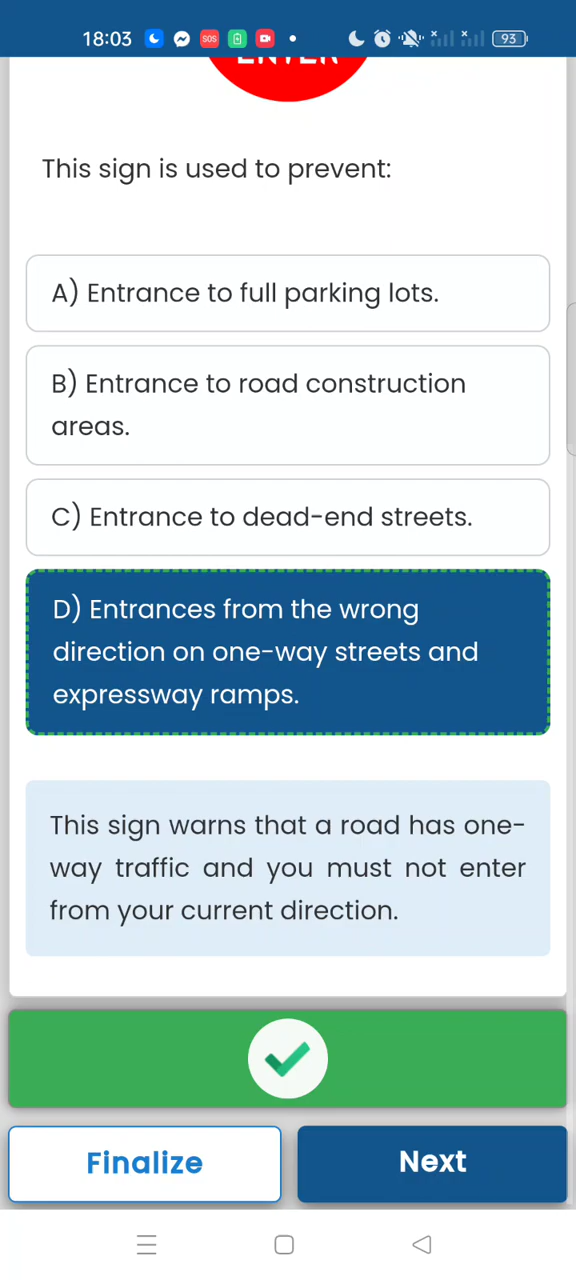 18:03
SOS
93
ENTER
This sign is used to prevent:
A) Entrance to full parking lots.
B) Entrance to road construction
areas.
C) Entrance to dead-end streets.
D) Entrances from the wrong
direction on one-way streets and
expressway ramps.
This sign warns that a road has one-
way traffic and you must not enter
from your current direction.
Finalize
Next